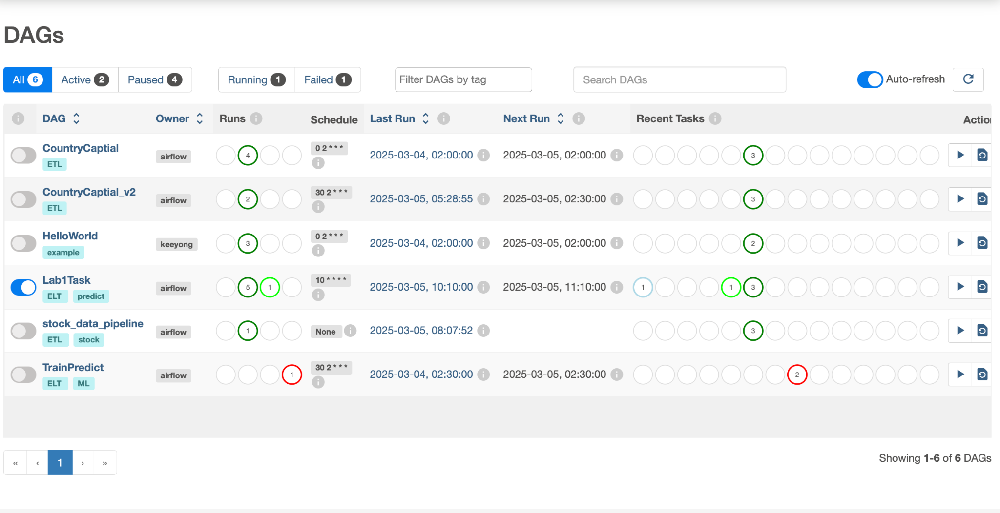 DAGs
All 6 Active 2 Paused 4 Running 1 Failed 1 Filter DAGs by tag Search DAGs Auto-refresh
DAG Owner Runs Schedule Last Run Next Run Recent Tasks Action
CountryCaptial
ETL
airflow 4 0 2 * * * 2025-03-04, 02:00:00 2025-03-05, 02:00:00 3
CountryCaptial_v2
ETL
airflow 2 30 2 * * * 2025-03-05, 05:28:55 2025-03-05, 02:30:00 3
HelloWorld
example
keeyong 3 0 2 * * * 2025-03-04, 02:00:00 2025-03-05, 02:00:00 2
Lab1Task
ELT predict
airflow 5 1 10 * * * * 2025-03-05, 10:10:00 2025-03-05, 11:10:00 1 1 3
stock_data_pipeline
ETL stock
airflow 1 None 2025-03-05, 08:07:52 3
TrainPredict
ELT ML
airflow 1 30 2 * * * 2025-03-04, 02:30:00 2025-03-05, 02:30:00 2
« ‹ 1 › »
Showing 1-6 of 6 DAGs